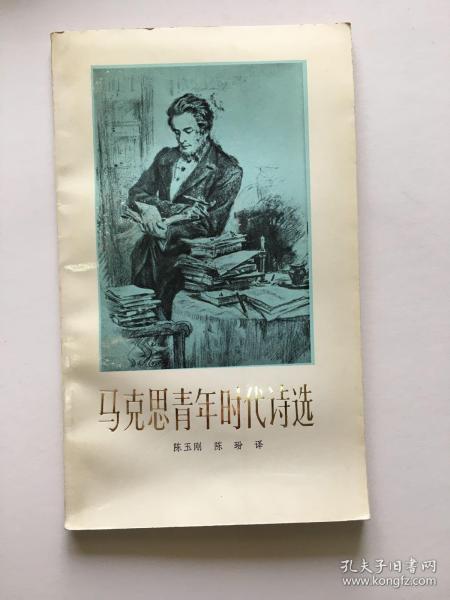 马克思青年时代诗选
陈玉刚 陈玢 译
孔夫子旧书网
www.kongfz.com